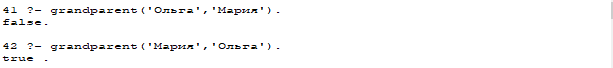 41 ?- grandparent('Ольга','Мария').
false.
42 ?- grandparent('Мария','Ольга').
true .